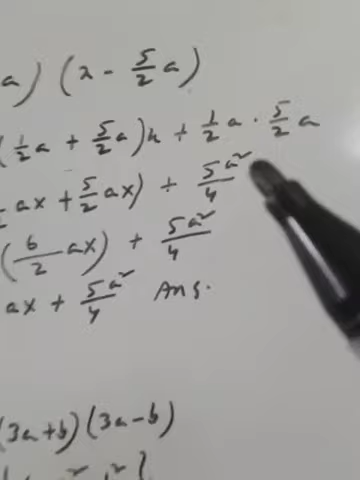 a) (x - 5/2 a)
(1/2 a + 5/2 a)x + 1/2 a · 5/2 a
ax + 5/2 ax) + 5a²/4
(6/2 ax) + 5a²/4
ax + 5a²/4 Ans.
(3a+b)(3a-b)